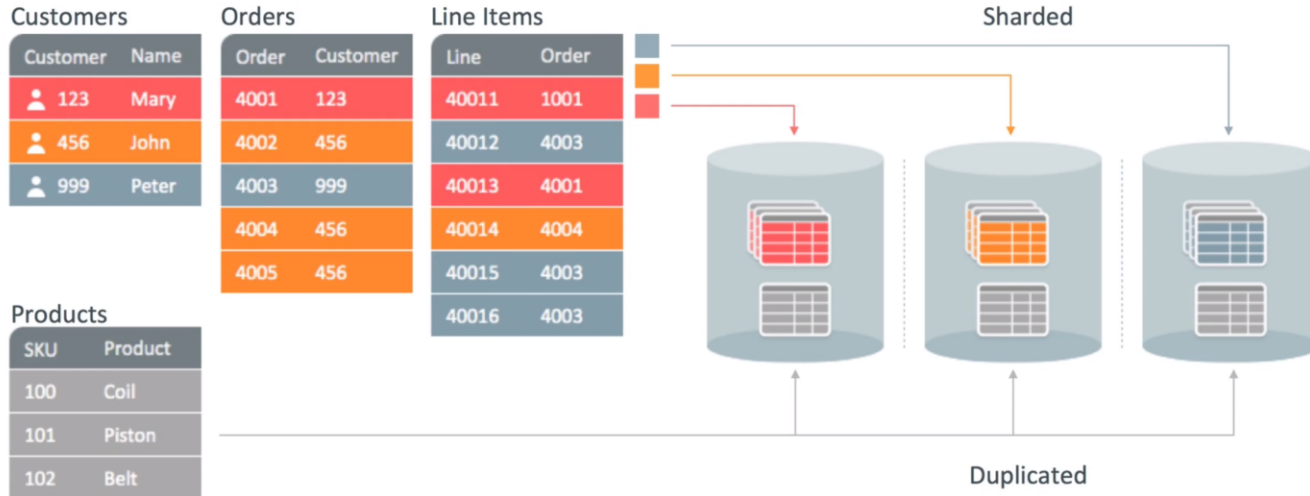 Customers
Customer Name
123 Mary
456 John
999 Peter
Orders
Order Customer
4001 123
4002 456
4003 999
4004 456
4005 456
Line Items
Line Order
40011 1001
40012 4003
40013 4001
40014 4004
40015 4003
40016 4003
Sharded
Products
SKU Product
100 Coil
101 Piston
102 Belt
Duplicated